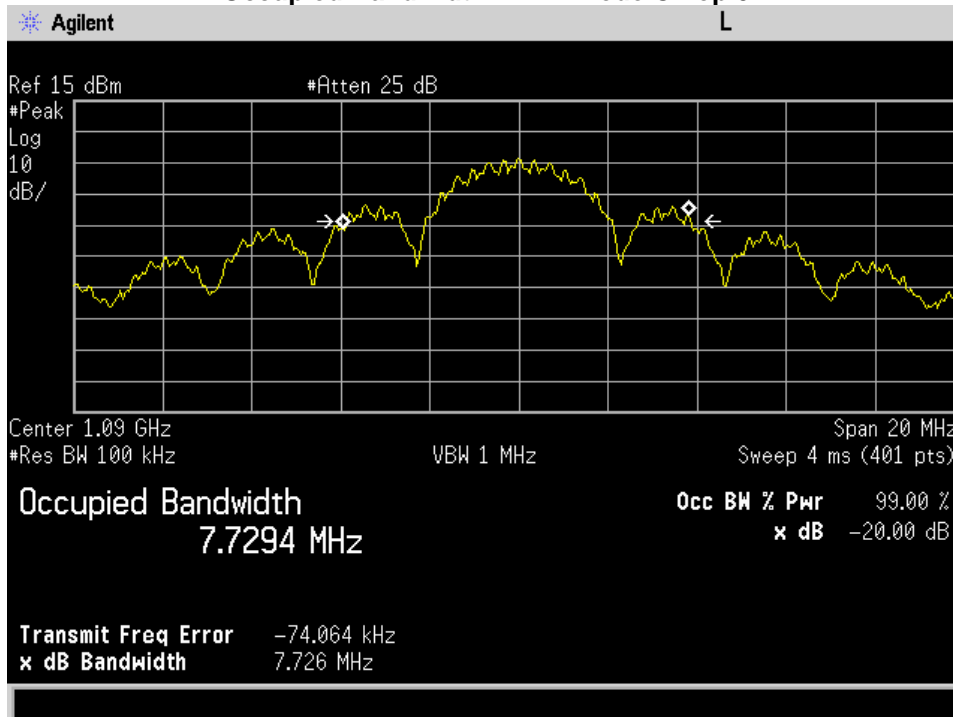 Agilent
L
Ref 15 dBm #Atten 25 dB
#Peak
Log
10
dB/
Center 1.09 GHz Span 20 MHz
#Res BW 100 kHz VBW 1 MHz Sweep 4 ms (401 pts)
Occupied Bandwidth Occ BW % Pwr 99.00 %
7.7294 MHz x dB -20.00 dB
Transmit Freq Error -74.064 kHz
x dB Bandwidth 7.726 MHz